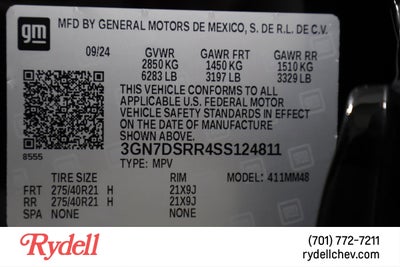 gm
MFD BY GENERAL MOTORS DE MEXICO, S. DE R.L. DE C.V.
09/24 GVWR GAWR FRT GAWR RR
2850 KG 1450 KG 1510 KG
6283 LB 3197 LB 3329 LB
THIS VEHICLE CONFORMS TO ALL
APPLICABLE U.S. FEDERAL MOTOR
VEHICLE SAFETY STANDARDS IN
EFFECT ON THE DATE OF
MANUFACTURE SHOWN ABOVE.
8555
3GN7DSRR4SS124811
TYPE: MPV
TIRE SIZE RIM MODEL: 411MM48
FRT 275/40R21 H 21X9J
RR 275/40R21 H 21X9J
SPA NONE NONE
Rydell
(701) 772-7211
rydellchev.com